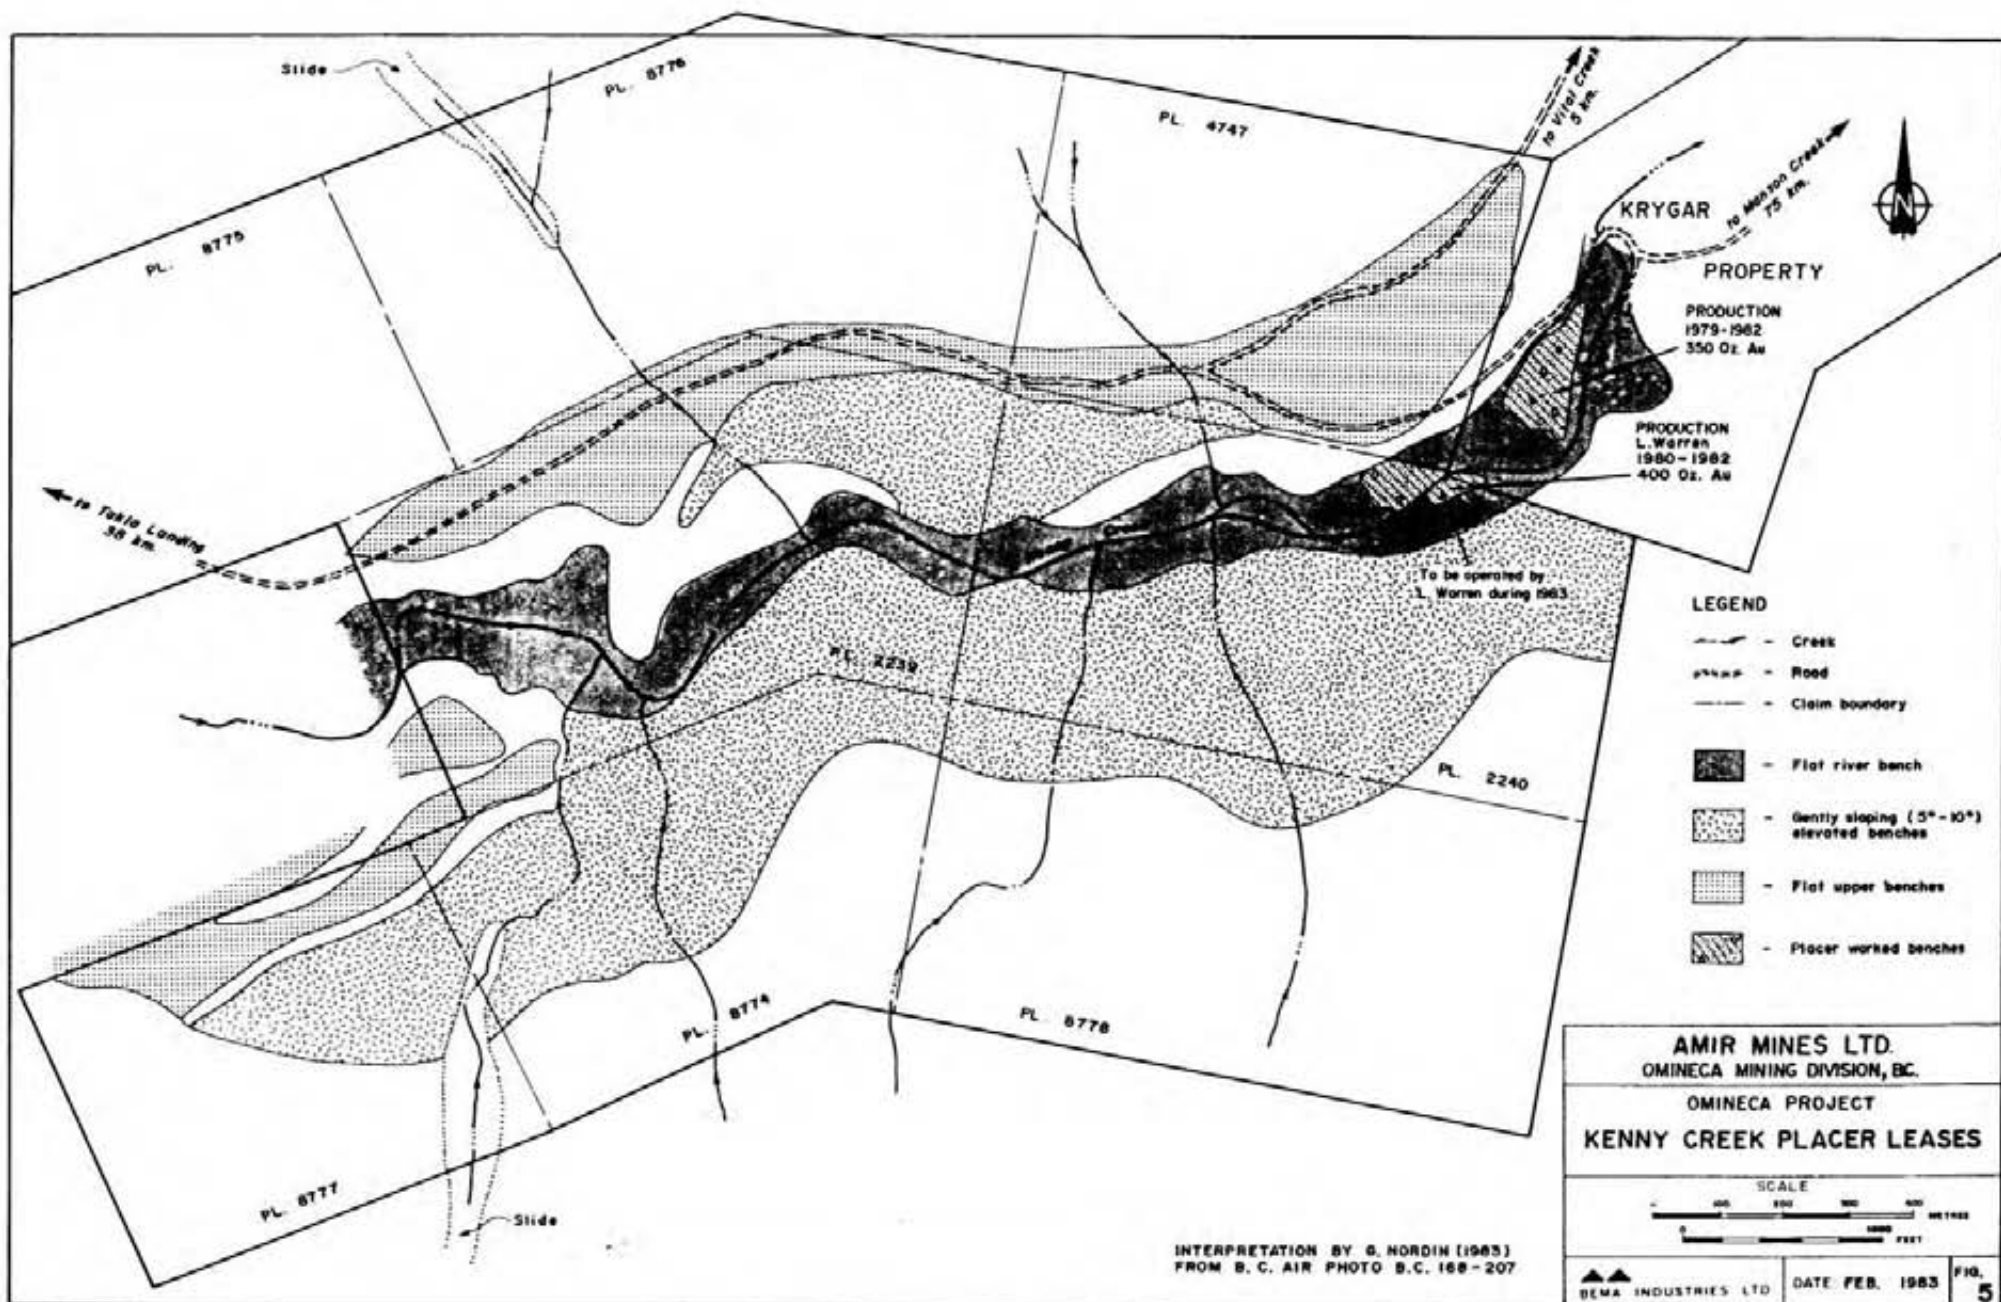 Slide
PL. 8776
PL. 4747
to Vital Creek
5 km.
KRYGAR
PROPERTY
to Manson Creek
75 km.
N
PL. 8775
PRODUCTION
1979-1982
350 Oz. Au
PRODUCTION
L. Warren
1980-1982
400 Oz. Au
to Takla Landing
38 km.
Creek
To be operated by
L. Warren during 1983
PL. 2239
PL. 2240
LEGEND
- Creek
- Road
- Claim boundary
- Flat river bench
- Gently sloping (5°-10°)
elevated benches
- Flat upper benches
- Placer worked benches
PL. 8774
PL. 8778
PL. 8777
Slide
AMIR MINES LTD.
OMINECA MINING DIVISION, BC.
OMINECA PROJECT
KENNY CREEK PLACER LEASES
SCALE
METRES
0 1000
FEET
INTERPRETATION BY G. NORDIN (1983)
FROM B.C. AIR PHOTO B.C. 168-207
BEMA INDUSTRIES LTD
DATE FEB. 1983
FIG.
5